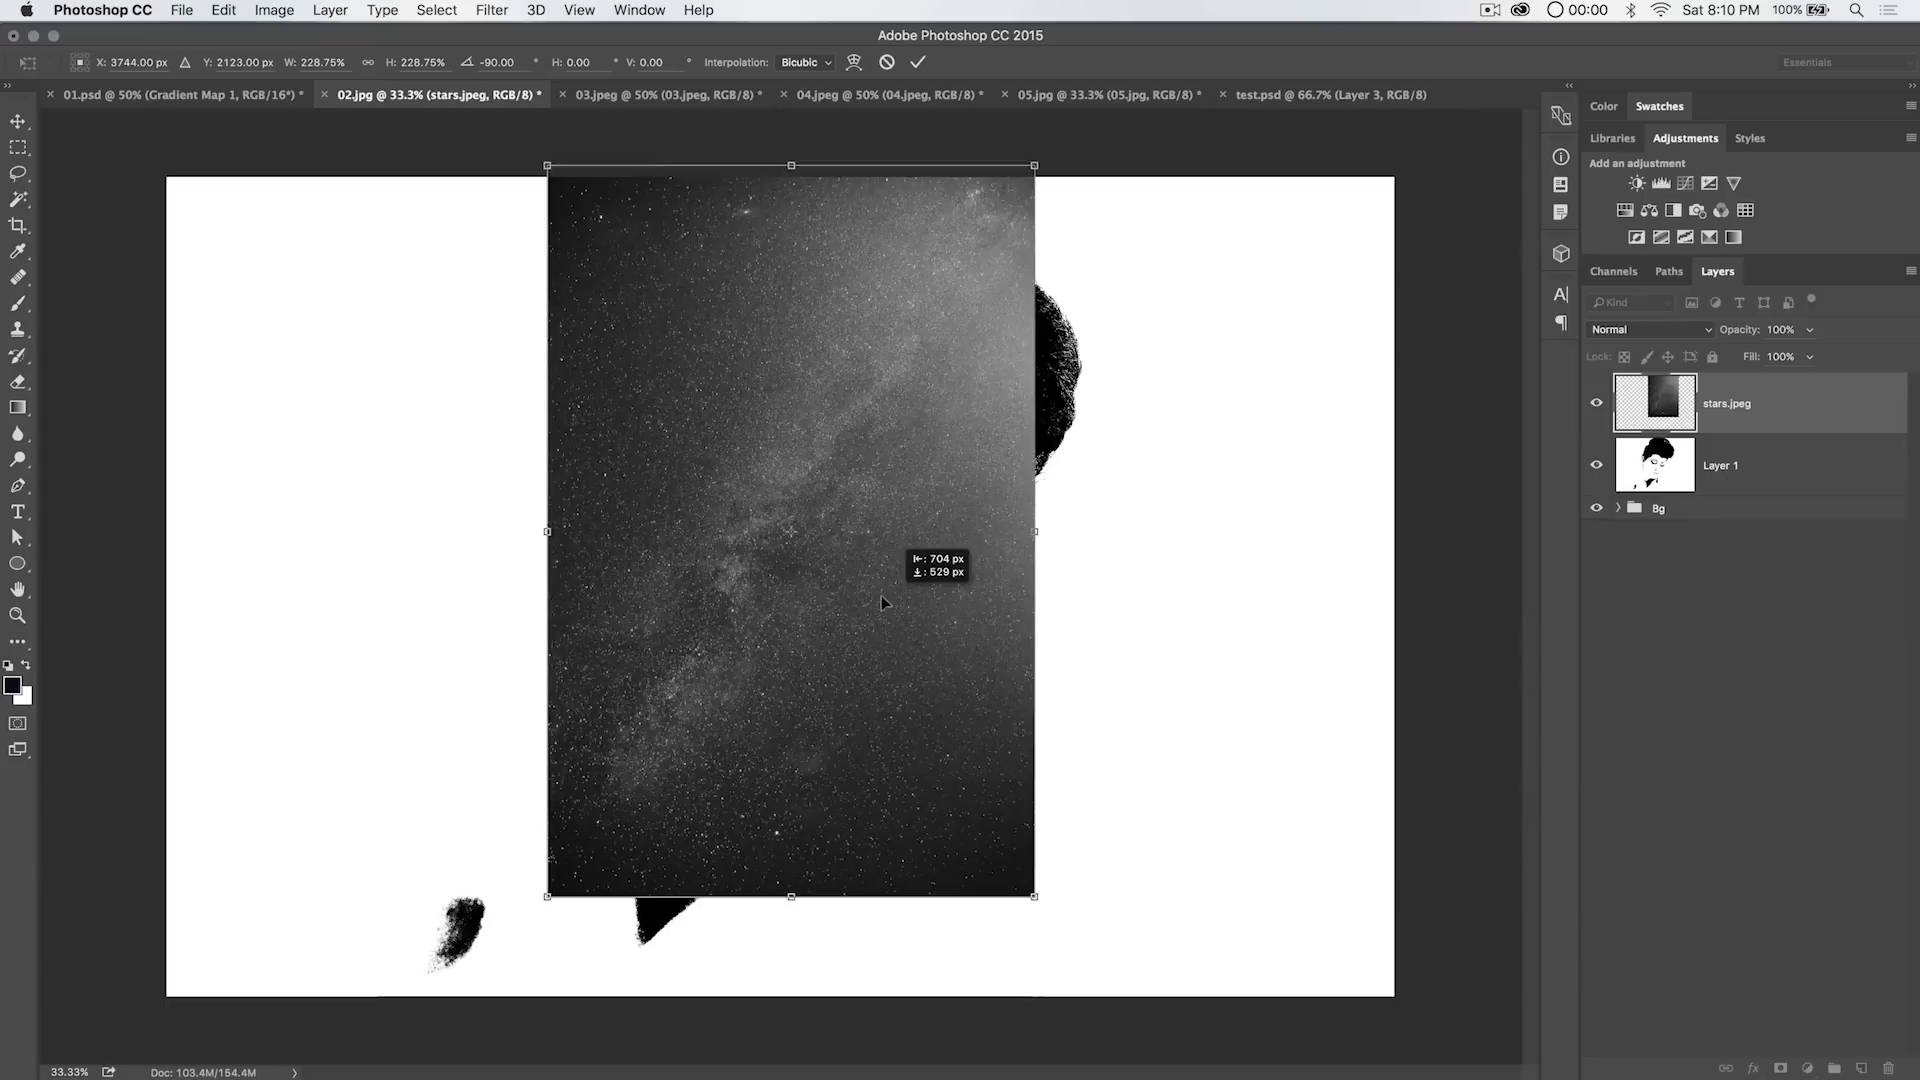 Photoshop CC File Edit Image Layer Type Select Filter 3D View Window Help 00:00 Sat 8:10 PM 100%
Adobe Photoshop CC 2015
X: 3744.00 px Y: 2123.00 px W: 228.75% H: 228.75% -90.00 ° H: 0.00 ° V: 0.00 ° Interpolation: Bicubic Essentials
01.psd @ 50% (Gradient Map 1, RGB/16*) * 02.jpg @ 33.3% (stars.jpeg, RGB/8) * 03.jpeg @ 50% (03.jpeg, RGB/8) * 04.jpeg @ 50% (04.jpeg, RGB/8) * 05.jpg @ 33.3% (05.jpg, RGB/8) * test.psd @ 66.7% (Layer 3, RGB/8)
Color Swatches
Libraries Adjustments Styles
Add an adjustment
Channels Paths Layers
Kind
Normal Opacity: 100%
Lock: Fill: 100%
stars.jpeg
Layer 1
Bg
: 704 px
: 529 px
33.33% Doc: 103.4M/154.4M